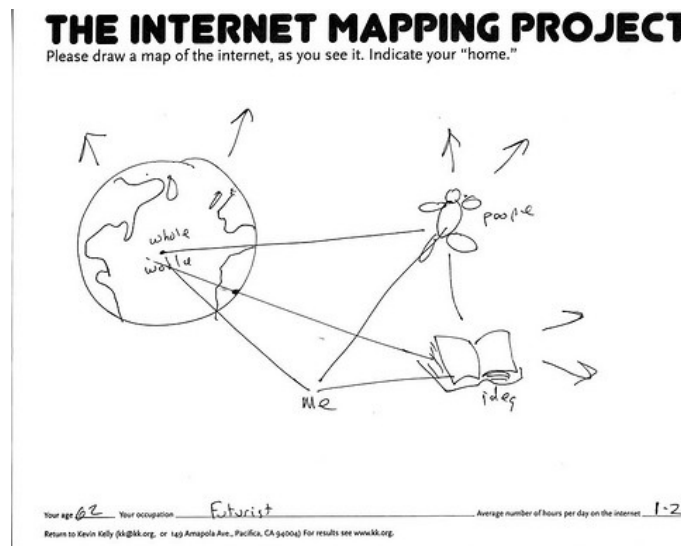 THE INTERNET MAPPING PROJECT
Please draw a map of the internet, as you see it. Indicate your “home.”
people
whole
world
me
idea
Your age 62 Your occupation Futurist Average number of hours per day on the internet 1-2
Return to Kevin Kelly (kk@kk.org, or 149 Amapola Ave., Pacifica, CA 94004) For results see www.kk.org.